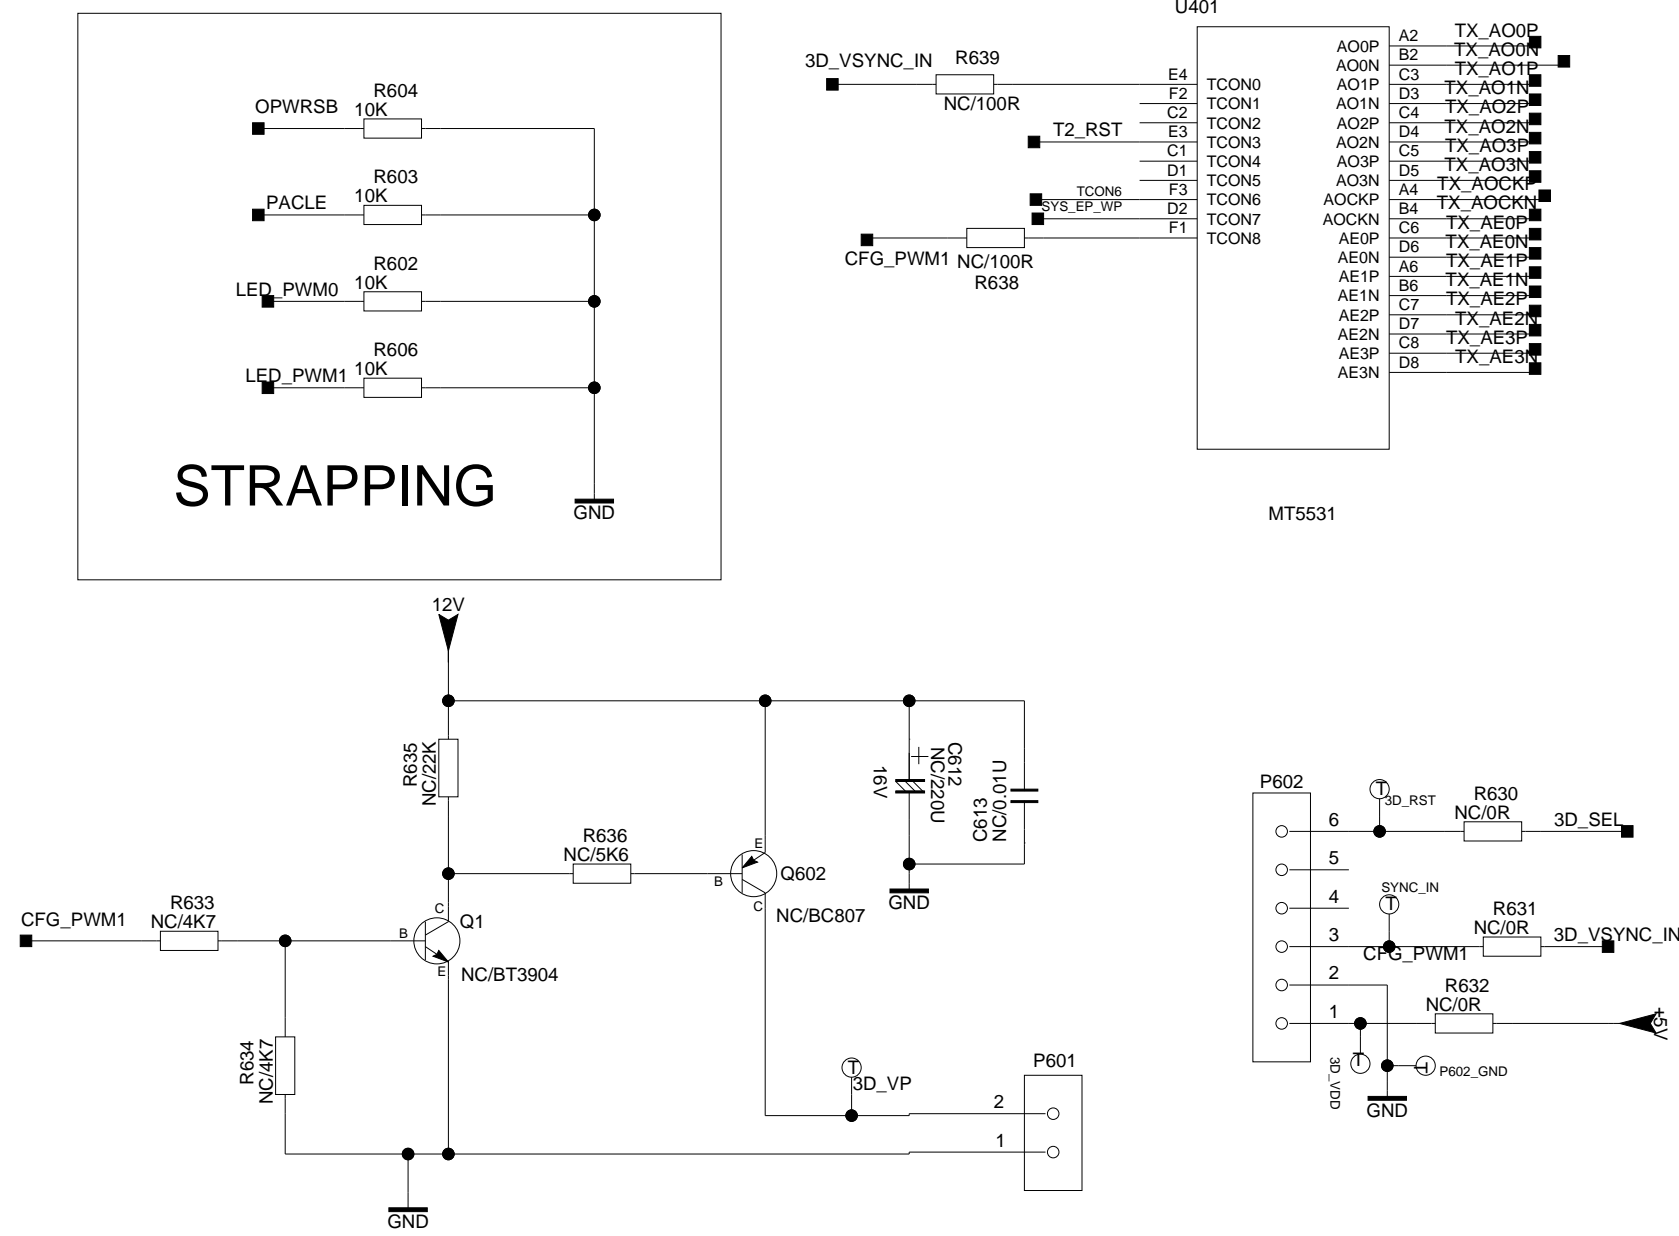 OPWRSB
R604
10K
PACLE
R603
10K
LED_PWM0
R602
10K
LED_PWM1
R606
10K
STRAPPING
GND
U401
3D_VSYNC_IN
R639
NC/100R
T2_RST
TCON6
SYS_EP_WP
CFG_PWM1
NC/100R
R638
E4
F2
C2
E3
C1
D1
F3
D2
F1
TCON0
TCON1
TCON2
TCON3
TCON4
TCON5
TCON6
TCON7
TCON8
AO0P
AO0N
AO1P
AO1N
AO2P
AO2N
AO3P
AO3N
AOCKP
AOCKN
AE0P
AE0N
AE1P
AE1N
AE2P
AE2N
AE3P
AE3N
A2
B2
C3
D3
C4
D4
C5
D5
A4
B4
C6
D6
A6
B6
C7
D7
C8
D8
TX_AO0P
TX_AO0N
TX_AO1P
TX_AO1N
TX_AO2P
TX_AO2N
TX_AO3P
TX_AO3N
TX_AOCKP
TX_AOCKN
TX_AE0P
TX_AE0N
TX_AE1P
TX_AE1N
TX_AE2P
TX_AE2N
TX_AE3P
TX_AE3N
MT5531
12V
R635
NC/22K
R636
NC/5K6
CFG_PWM1
R633
NC/4K7
R634
NC/4K7
B
C
E
Q1
NC/BT3904
E
B
C
Q602
NC/BC807
16V
+
C612
NC/220U
C613
NC/0.01U
GND
T
3D_VP
P601
2
1
GND
P602
6
5
4
3
2
1
T
3D_RST
R630
NC/0R
3D_SEL
SYNC_IN
T
R631
NC/0R
3D_VSYNC_IN
CFG_PWM1
R632
NC/0R
+5V
3D_VDD
T
T
P602_GND
GND